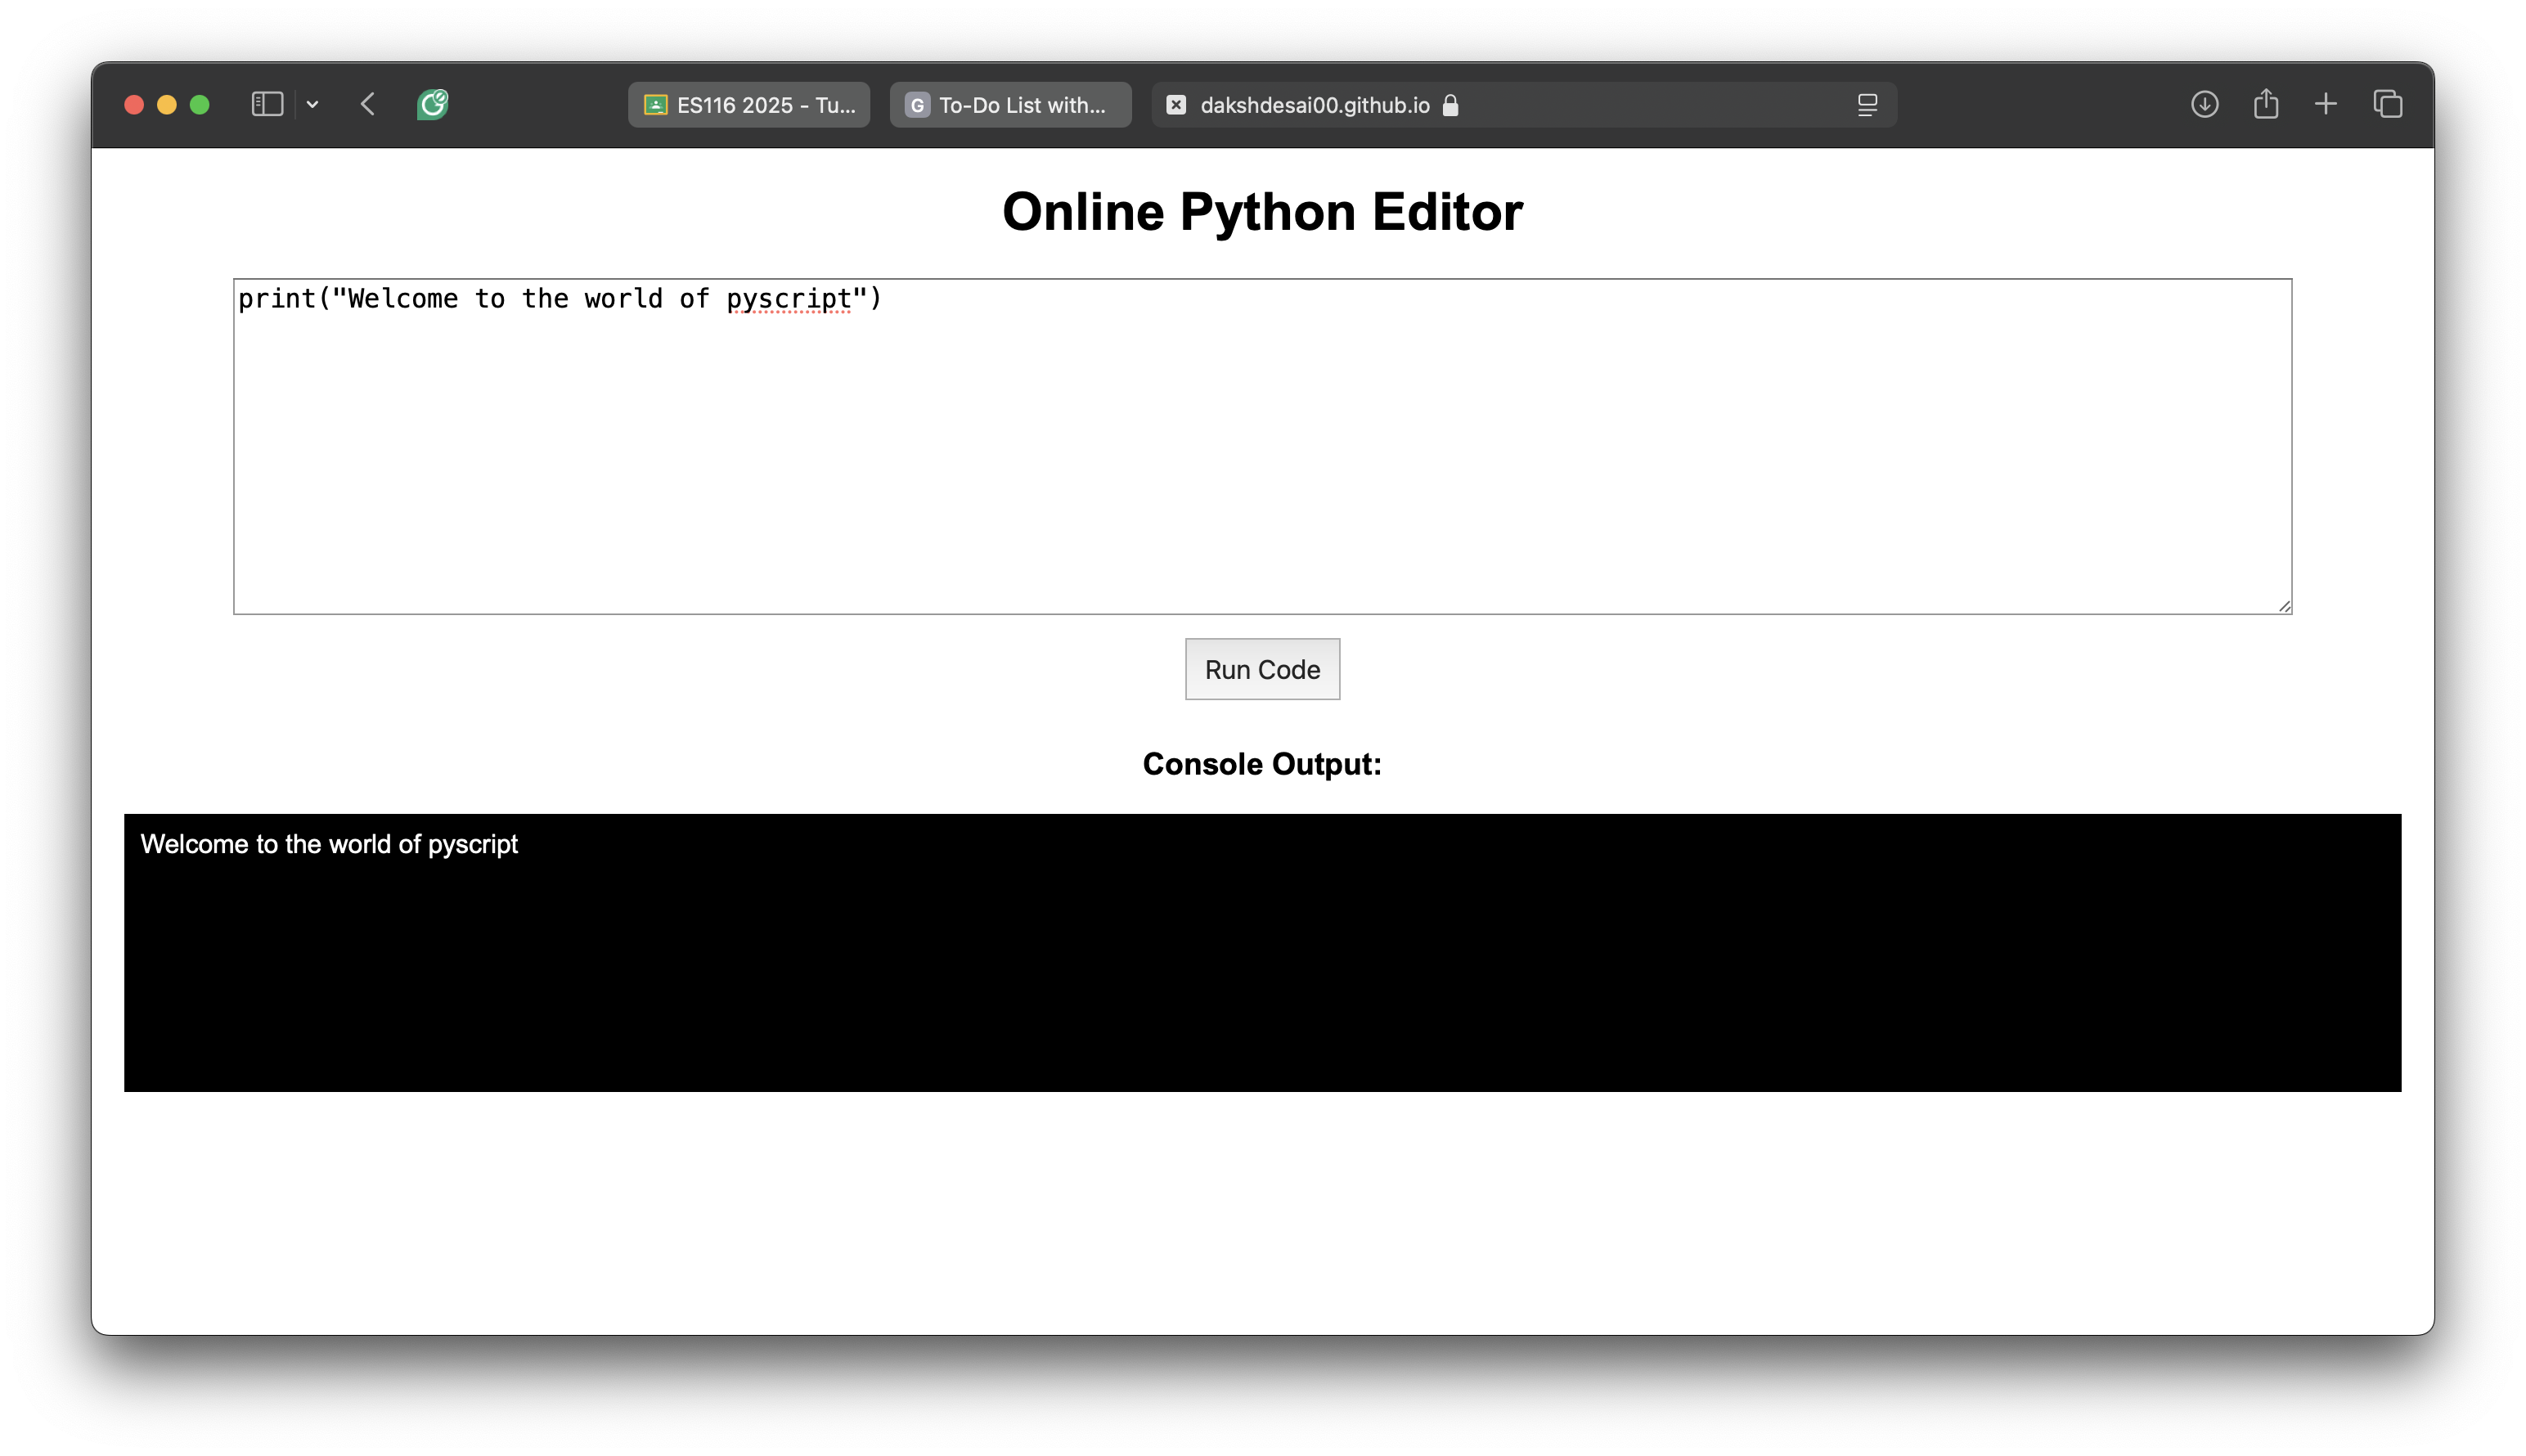 ES116 2025 - Tu...
G To-Do List with...
dakshdesai00.github.io
Online Python Editor
print("Welcome to the world of pyscript")
Run Code
Console Output:
Welcome to the world of pyscript